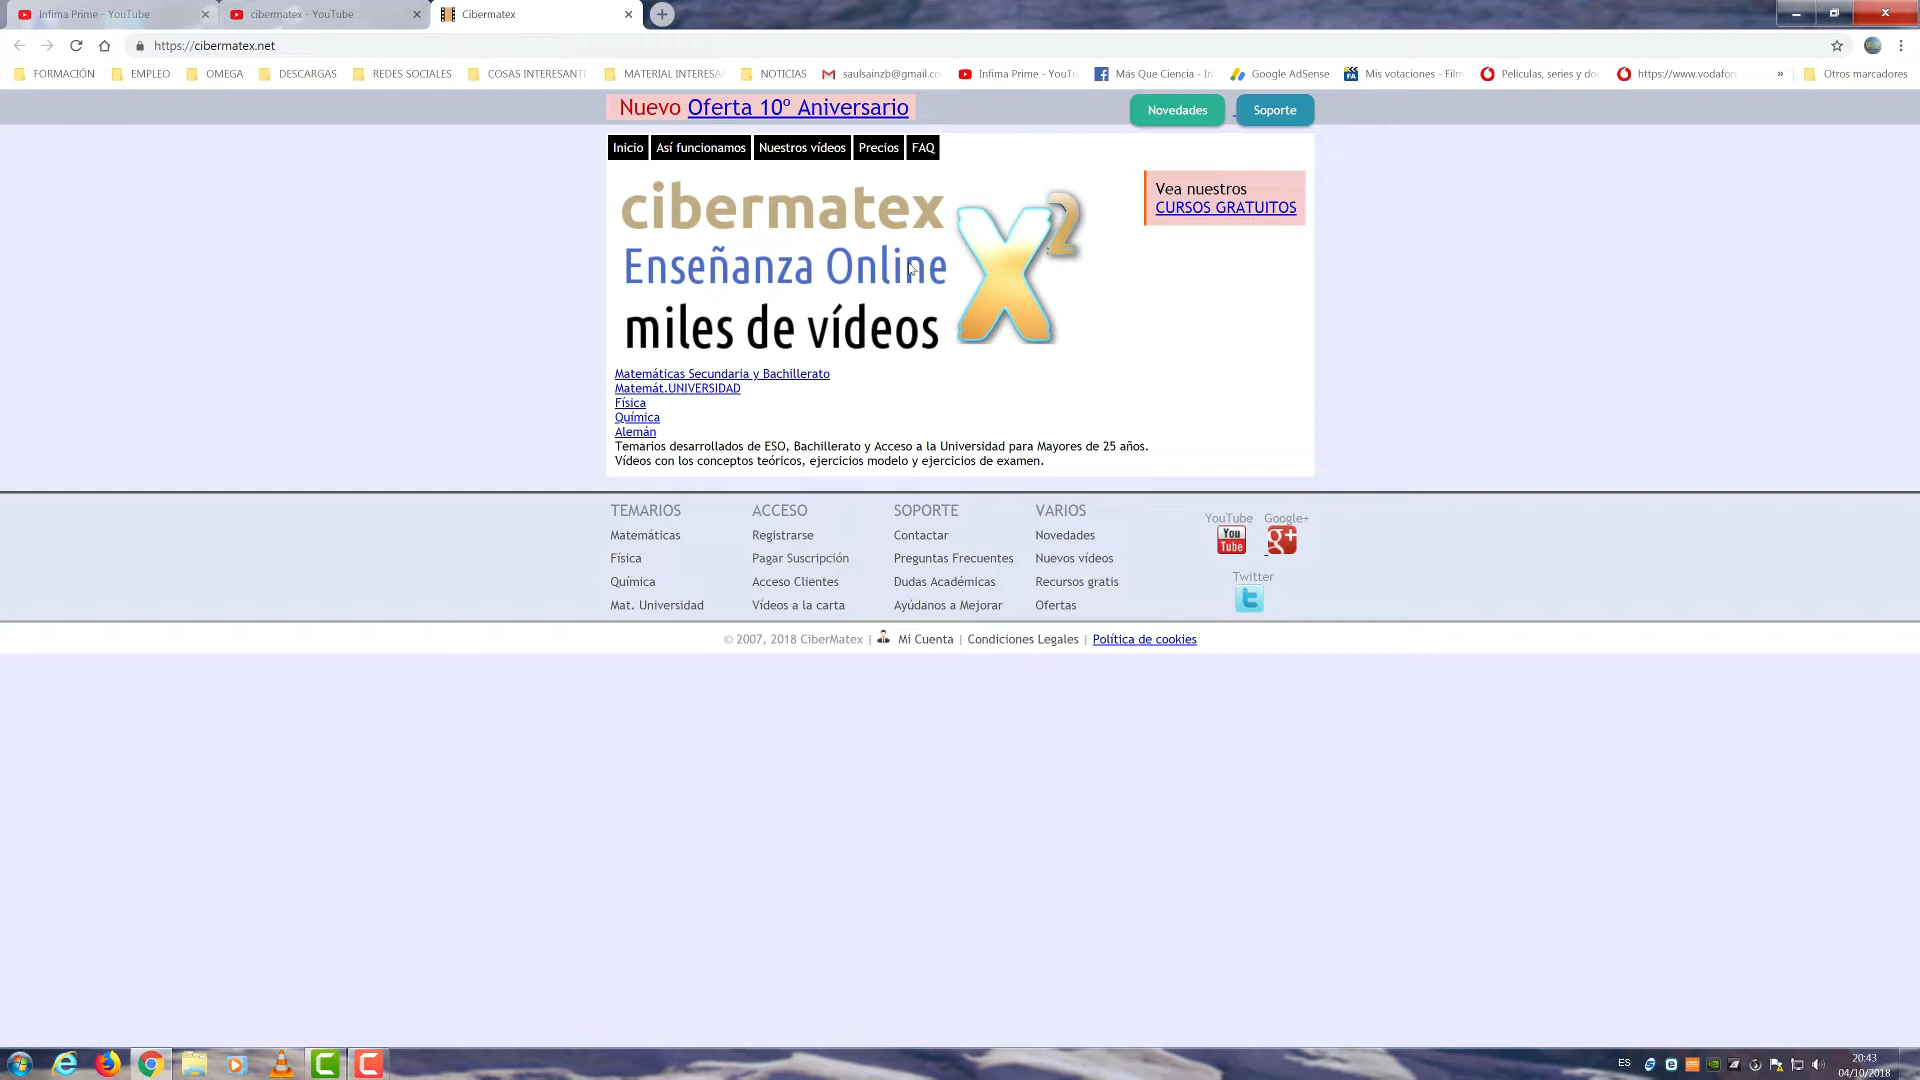 Infima Prime - YouTube
cibermatex - YouTube
Cibermatex
https://cibermatex.net
FORMACIÓN
EMPLEO
OMEGA
DESCARGAS
REDES SOCIALES
COSAS INTERESANT
MATERIAL INTERESA
NOTICIAS
saulsainzb@gmail.co
Infima Prime - YouTu
Más Que Ciencia - In
Google AdSense
Mis votaciones - Film
Películas, series y do
https://www.vodafon
»
Otros marcadores
Nuevo Oferta 10º Aniversario
Novedades
Soporte
Inicio
Así funcionamos
Nuestros vídeos
Precios
FAQ
cibermatex
Enseñanza Online
miles de vídeos
X2
Vea nuestros
CURSOS GRATUITOS
Matemáticas Secundaria y Bachillerato
Matemát.UNIVERSIDAD
Física
Química
Alemán
Temarios desarrollados de ESO, Bachillerato y Acceso a la Universidad para Mayores de 25 años.
Vídeos con los conceptos teóricos, ejercicios modelo y ejercicios de examen.
TEMARIOS
Matemáticas
Física
Química
Mat. Universidad
ACCESO
Registrarse
Pagar Suscripción
Acceso Clientes
Vídeos a la carta
SOPORTE
Contactar
Preguntas Frecuentes
Dudas Académicas
Ayúdanos a Mejorar
VARIOS
Novedades
Nuevos vídeos
Recursos gratis
Ofertas
YouTube
You
Tube
Google+
g+
Twitter
© 2007, 2018 CiberMatex | Mi Cuenta | Condiciones Legales | Política de cookies
ES
20:43
04/10/2018